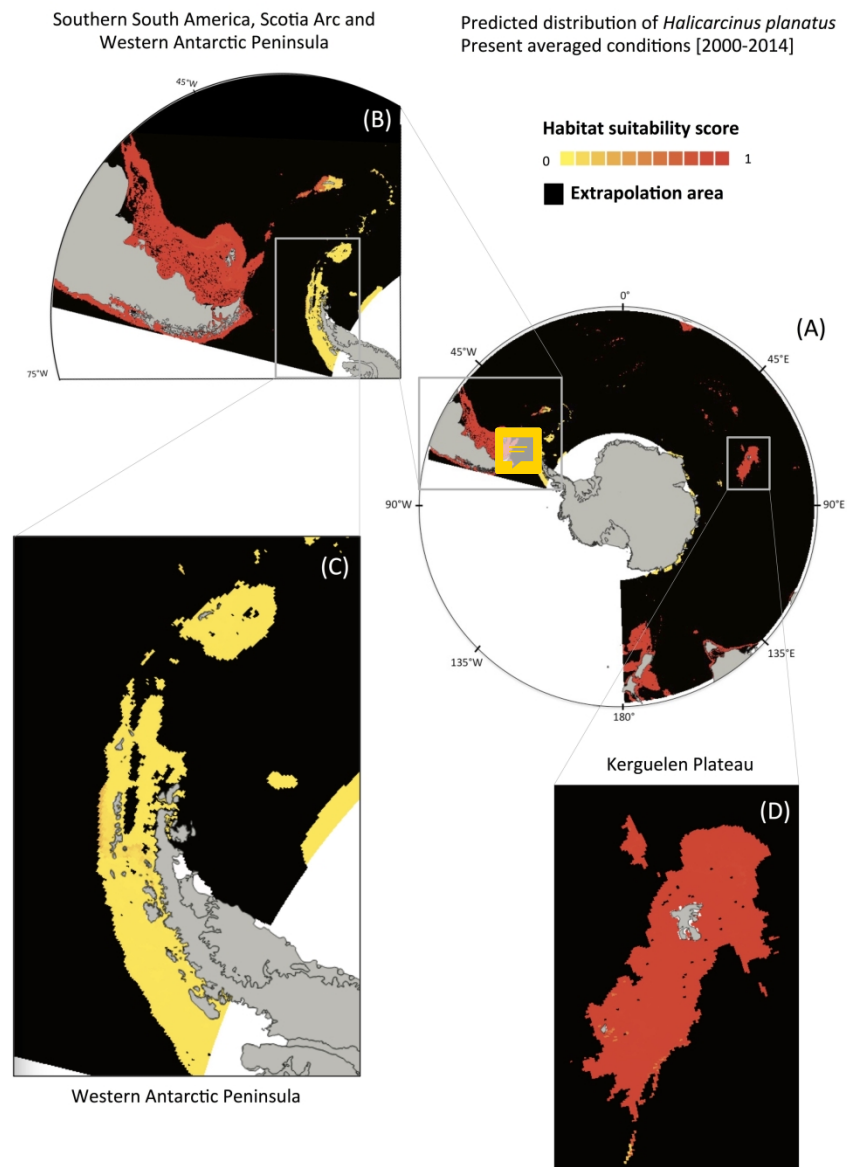 Southern South America, Scotia Arc and
Western Antarctic Peninsula
Predicted distribution of Halicarcinus planatus
Present averaged conditions [2000-2014]
45°W
(B)
Habitat suitability score
0 1
Extrapolation area
75°W
0°
(A)
45°W
45°E
90°W
90°E
135°W
135°E
180°
(C)
Western Antarctic Peninsula
Kerguelen Plateau
(D)